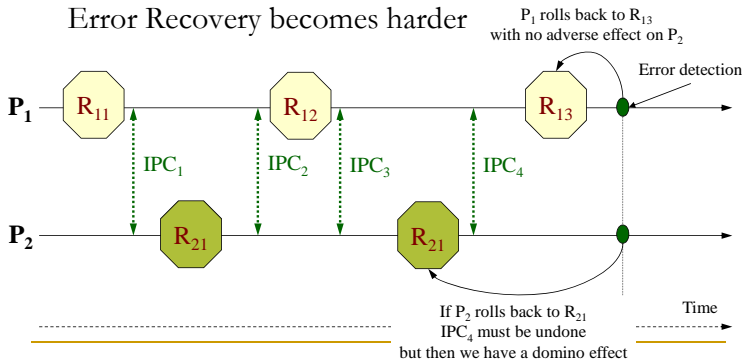 Error Recovery becomes harder
P₁ rolls back to R₁₃
with no adverse effect on P₂
Error detection
P₁
R₁₁
R₁₂
R₁₃
IPC₁
IPC₂
IPC₃
IPC₄
P₂
R₂₁
R₂₁
If P₂ rolls back to R₂₁
IPC₄ must be undone
but then we have a domino effect
Time